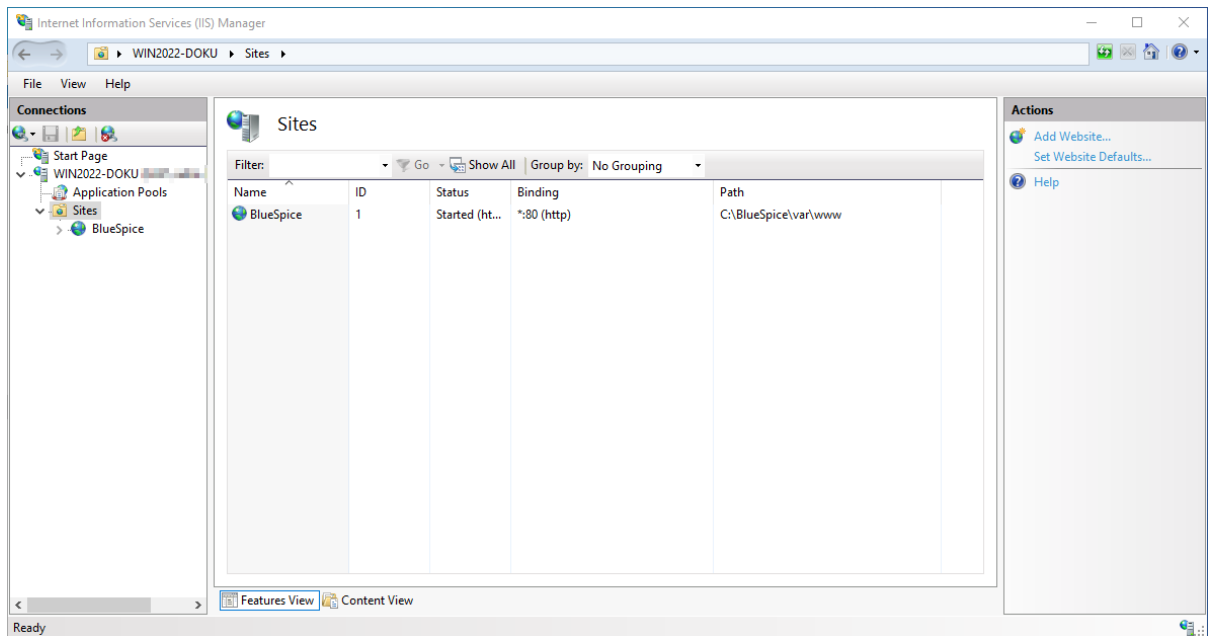 Internet Information Services (IIS) Manager
WIN2022-DOKU Sites
File View Help
Connections
Start Page
WIN2022-DOKU
Application Pools
Sites
BlueSpice
Sites
Filter: Go Show All Group by: No Grouping
Name ID Status Binding Path
BlueSpice 1 Started (ht... *:80 (http) C:\BlueSpice\var\www
Features View Content View
Actions
Add Website...
Set Website Defaults...
Help
Ready